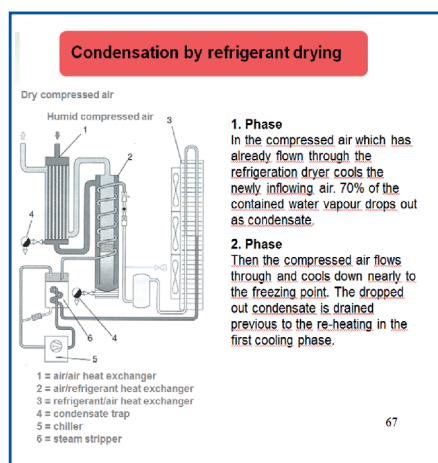 Condensation by refrigerant drying
Dry compressed air
Humid compressed air
1
2
3
4
4
6
5
1 = air/air heat exchanger
2 = air/refrigerant heat exchanger
3 = refrigerant/air heat exchanger
4 = condensate trap
5 = chiller
6 = steam stripper
1. Phase
In the compressed air which has
already flown through the
refrigeration dryer cools the
newly inflowing air. 70% of the
contained water vapour drops out
as condensate.
2. Phase
Then the compressed air flows
through and cools down nearly to
the freezing point. The dropped
out condensate is drained
previous to the re-heating in the
first cooling phase.
67